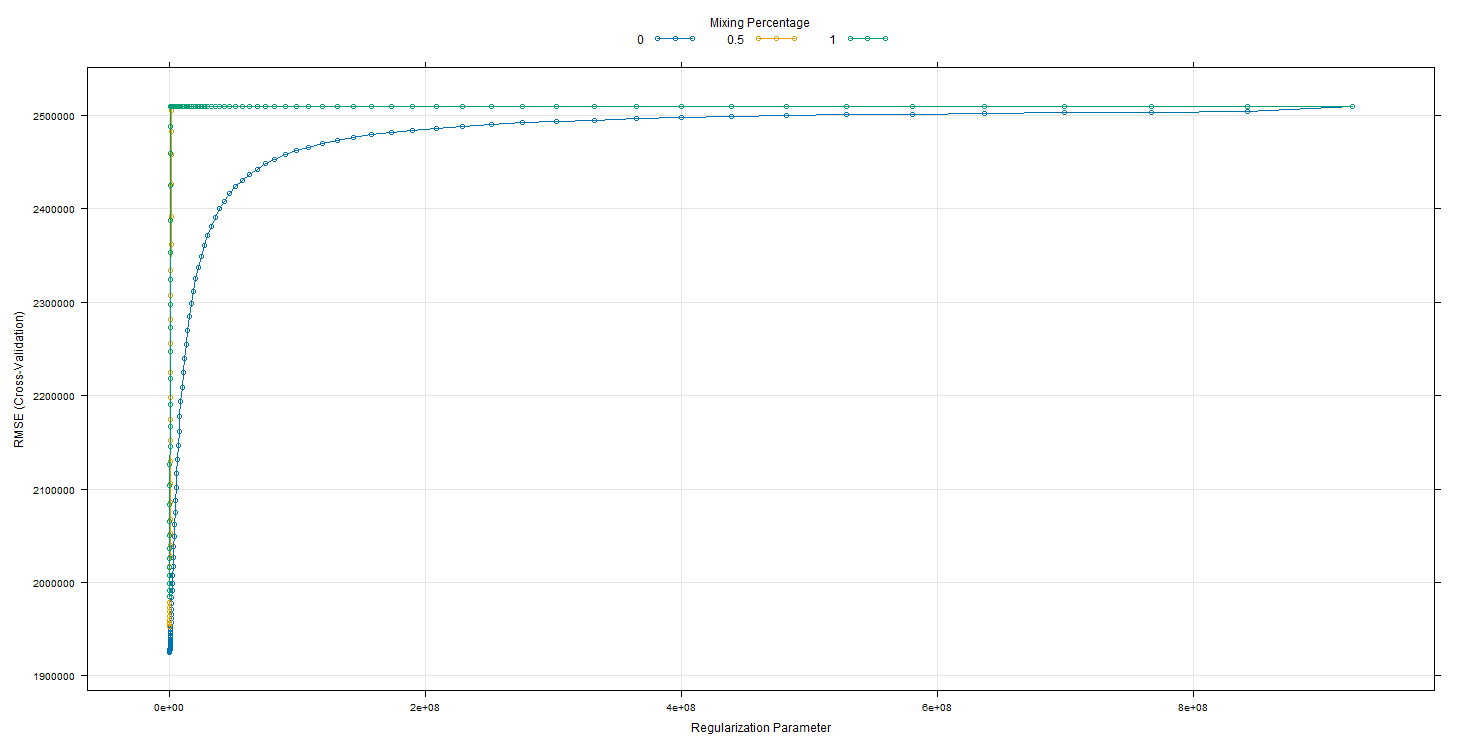 Mixing Percentage
0 0.5 1
2500000
2400000
2300000
2200000
2100000
2000000
1900000
RMSE (Cross-Validation)
0e+00 2e+08 4e+08 6e+08 8e+08
Regularization Parameter